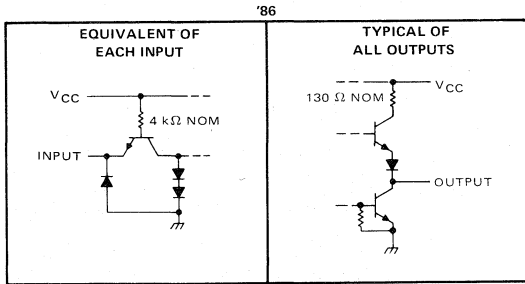 '86
EQUIVALENT OF
EACH INPUT
VCC
4 kΩ NOM
INPUT
TYPICAL OF
ALL OUTPUTS
VCC
130 Ω NOM
OUTPUT